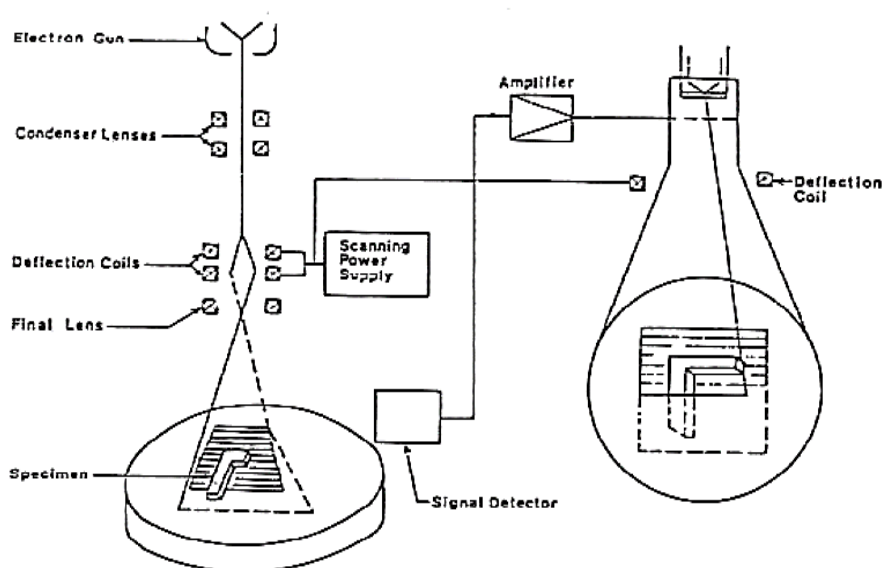 Electron Gun
Amplifier
Condenser Lenses
Deflection
Coil
Deflection Coils
Scanning
Power
Supply
Final Lens
Specimen
Signal Detector